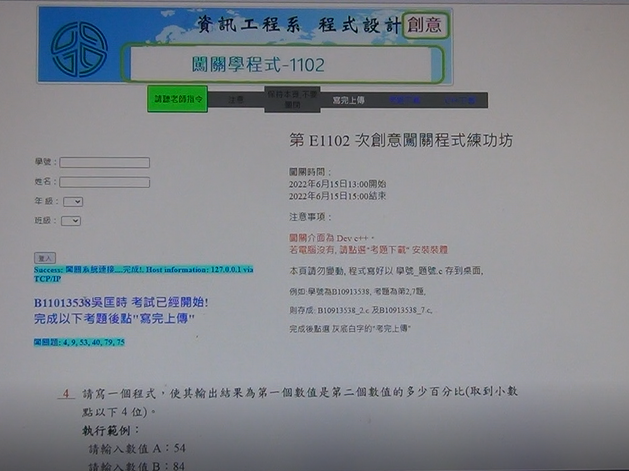 資訊工程系 程式設計創意
闖關學程式-1102
請聽老師指令
注意
保持本頁,不要
關閉
寫完上傳
第 E1102 次創意闖關程式練功坊
學號：
姓名：
年級：
班級：
登入
Success: 闖關系統連線....完成!. Host information: 127.0.0.1 via
TCP/IP
B11013538吳匡時 考試已經開始!
完成以下考題後點"寫完上傳"
闖關題: 4, 9, 53, 40, 79, 75
闖關時間：
2022年6月15日13:00開始
2022年6月15日15:00結束
注意事項：
闖關介面為 Dev c++。
若電腦沒有, 請點選"考題下載" 安裝裝體
本頁請勿變動, 程式寫好以 學號_題號.c 存到桌面,
例如:學號為B10913538, 考題為第2,7題,
則存成: B10913538_2.c 及B10913538_7.c,
完成後點選 灰底白字的"考完上傳"
4 請寫一個程式，使其輸出結果為第一個數值是第二個數值的多少百分比(取到小數
點以下 4 位)。
執行範例：
請輸入數值 A：54
請輸入數值 B：84